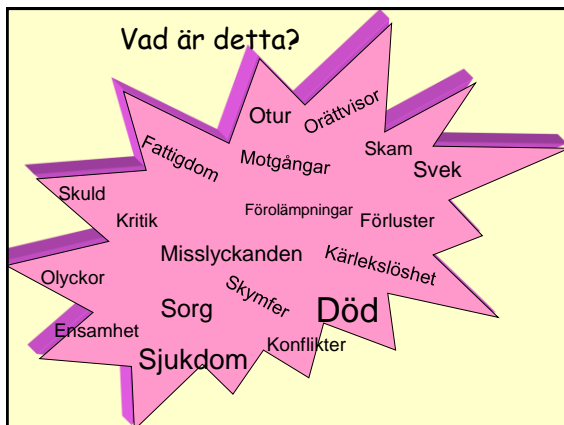 Vad är detta?
Otur
Orättvisor
Fattigdom
Motgångar
Skam
Svek
Skuld
Kritik
Förolämpningar
Förluster
Misslyckanden
Kärlekslöshet
Olyckor
Skymfer
Sorg
Död
Ensamhet
Sjukdom
Konflikter